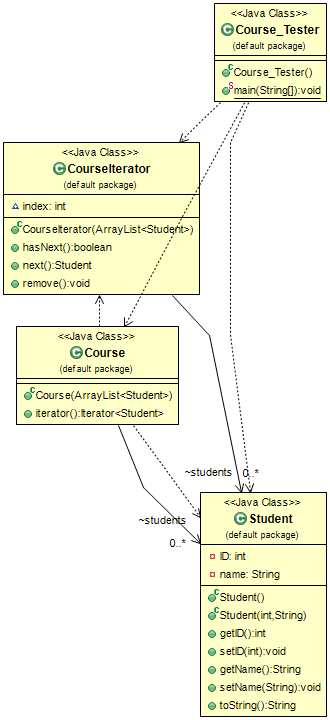 <<Java Class>>
Course_Tester
(default package)
Course_Tester()
main(String[]):void
<<Java Class>>
CourseIterator
(default package)
index: int
CourseIterator(ArrayList<Student>)
hasNext():boolean
next():Student
remove():void
<<Java Class>>
Course
(default package)
Course(ArrayList<Student>)
iterator():Iterator<Student>
~students
0..*
~students
0..*
<<Java Class>>
Student
(default package)
ID: int
name: String
Student()
Student(int,String)
getID():int
setID(int):void
getName():String
setName(String):void
toString():String